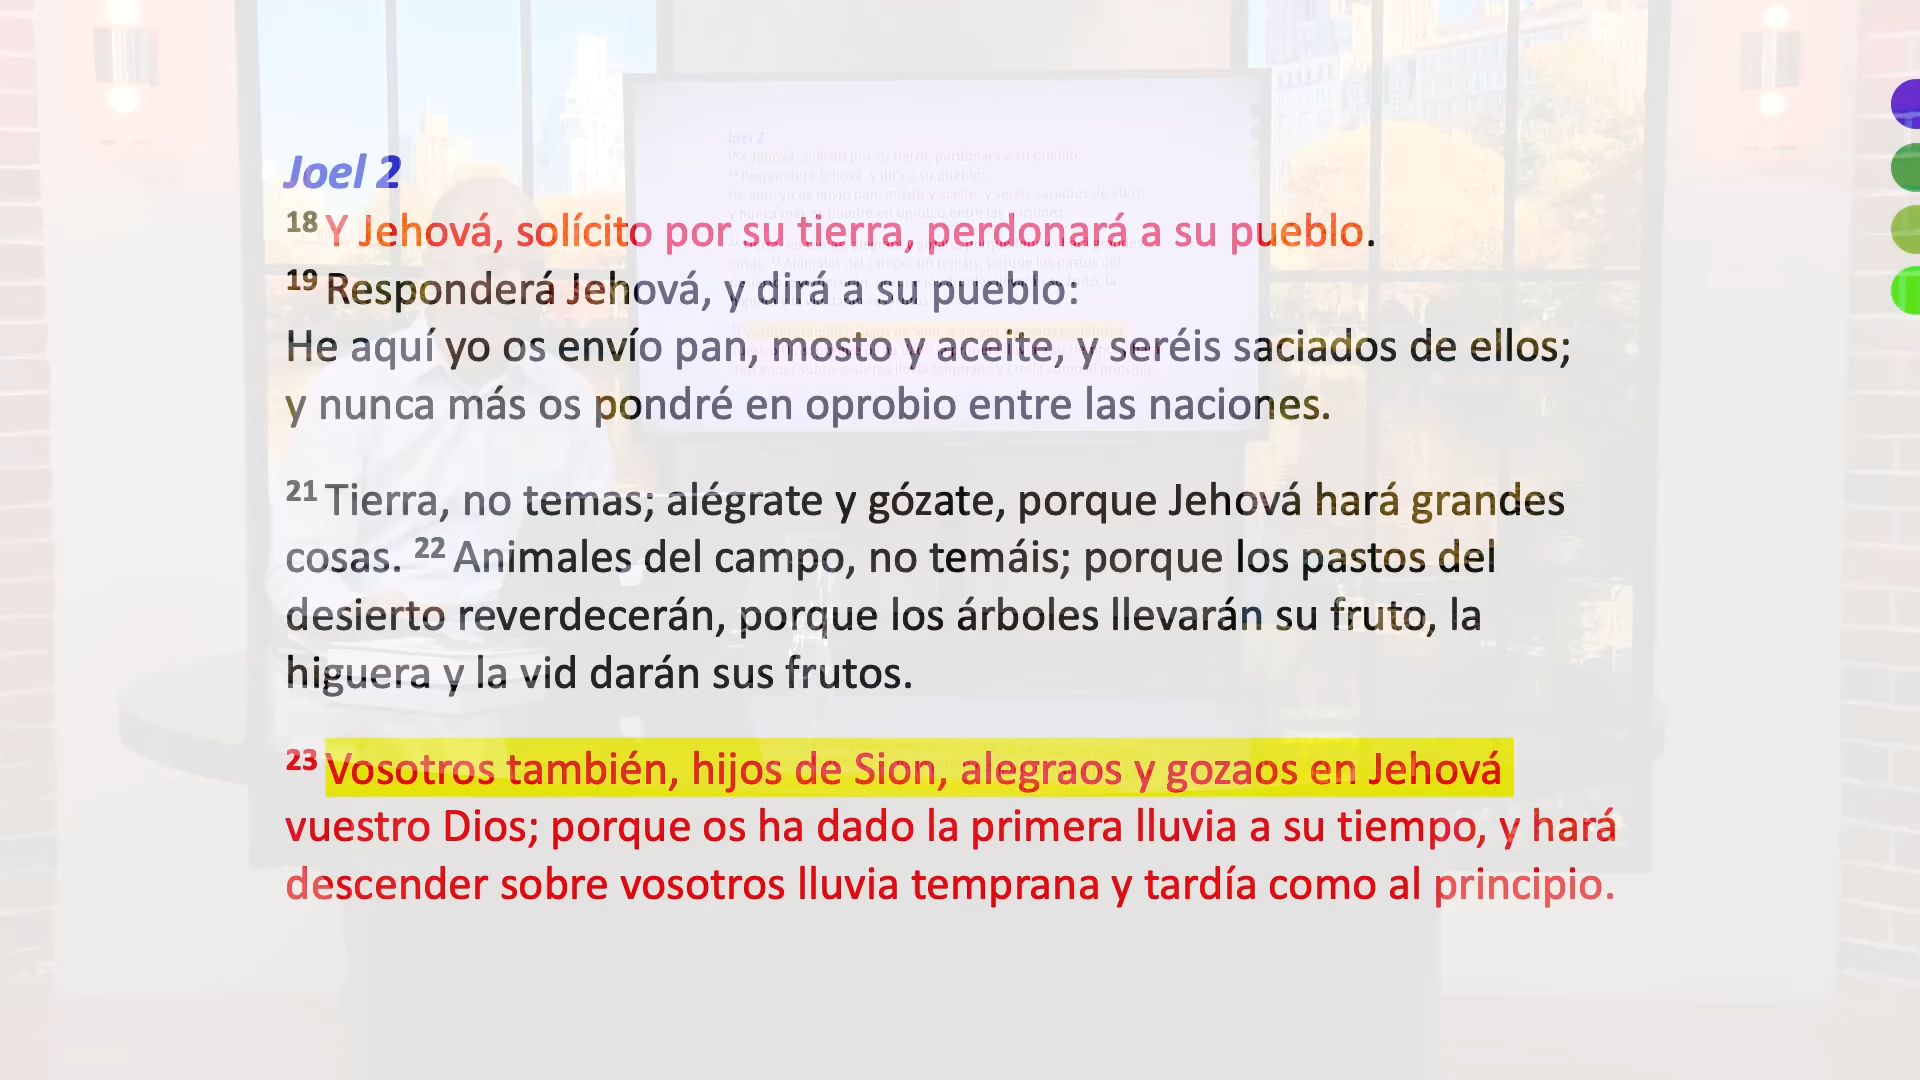 Joel 2
18 Y Jehová, solícito por su tierra, perdonará a su pueblo.
19 Responderá Jehová, y dirá a su pueblo:
He aquí yo os envío pan, mosto y aceite, y seréis saciados de ellos;
y nunca más os pondré en oprobio entre las naciones.
21 Tierra, no temas; alégrate y gózate, porque Jehová hará grandes
cosas. 22 Animales del campo, no temáis; porque los pastos del
desierto reverdecerán, porque los árboles llevarán su fruto, la
higuera y la vid darán sus frutos.
23 Vosotros también, hijos de Sion, alegraos y gozaos en Jehová
vuestro Dios; porque os ha dado la primera lluvia a su tiempo, y hará
descender sobre vosotros lluvia temprana y tardía como al principio.